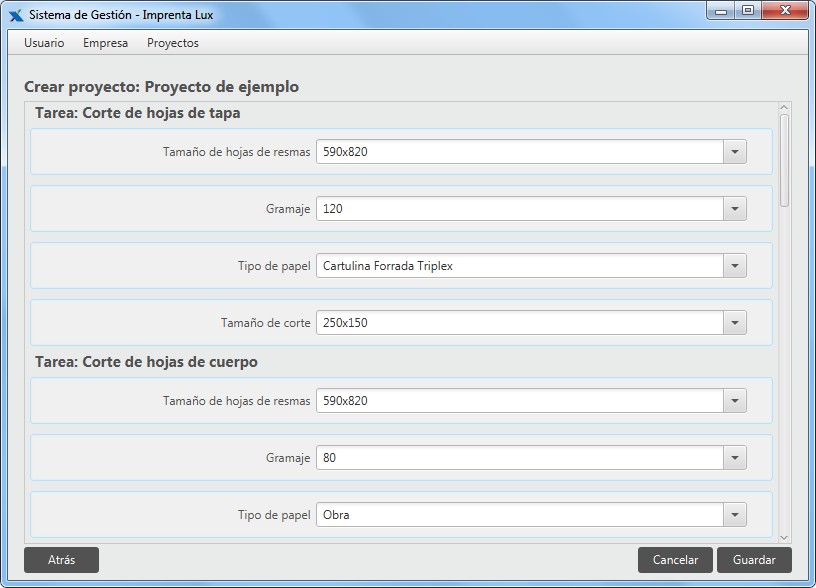 Sistema de Gestión - Imprenta Lux
Usuario Empresa Proyectos
Crear proyecto: Proyecto de ejemplo
Tarea: Corte de hojas de tapa
Tamaño de hojas de resmas 590x820
Gramaje 120
Tipo de papel Cartulina Forrada Triplex
Tamaño de corte 250x150
Tarea: Corte de hojas de cuerpo
Tamaño de hojas de resmas 590x820
Gramaje 80
Tipo de papel Obra
Atrás Cancelar Guardar